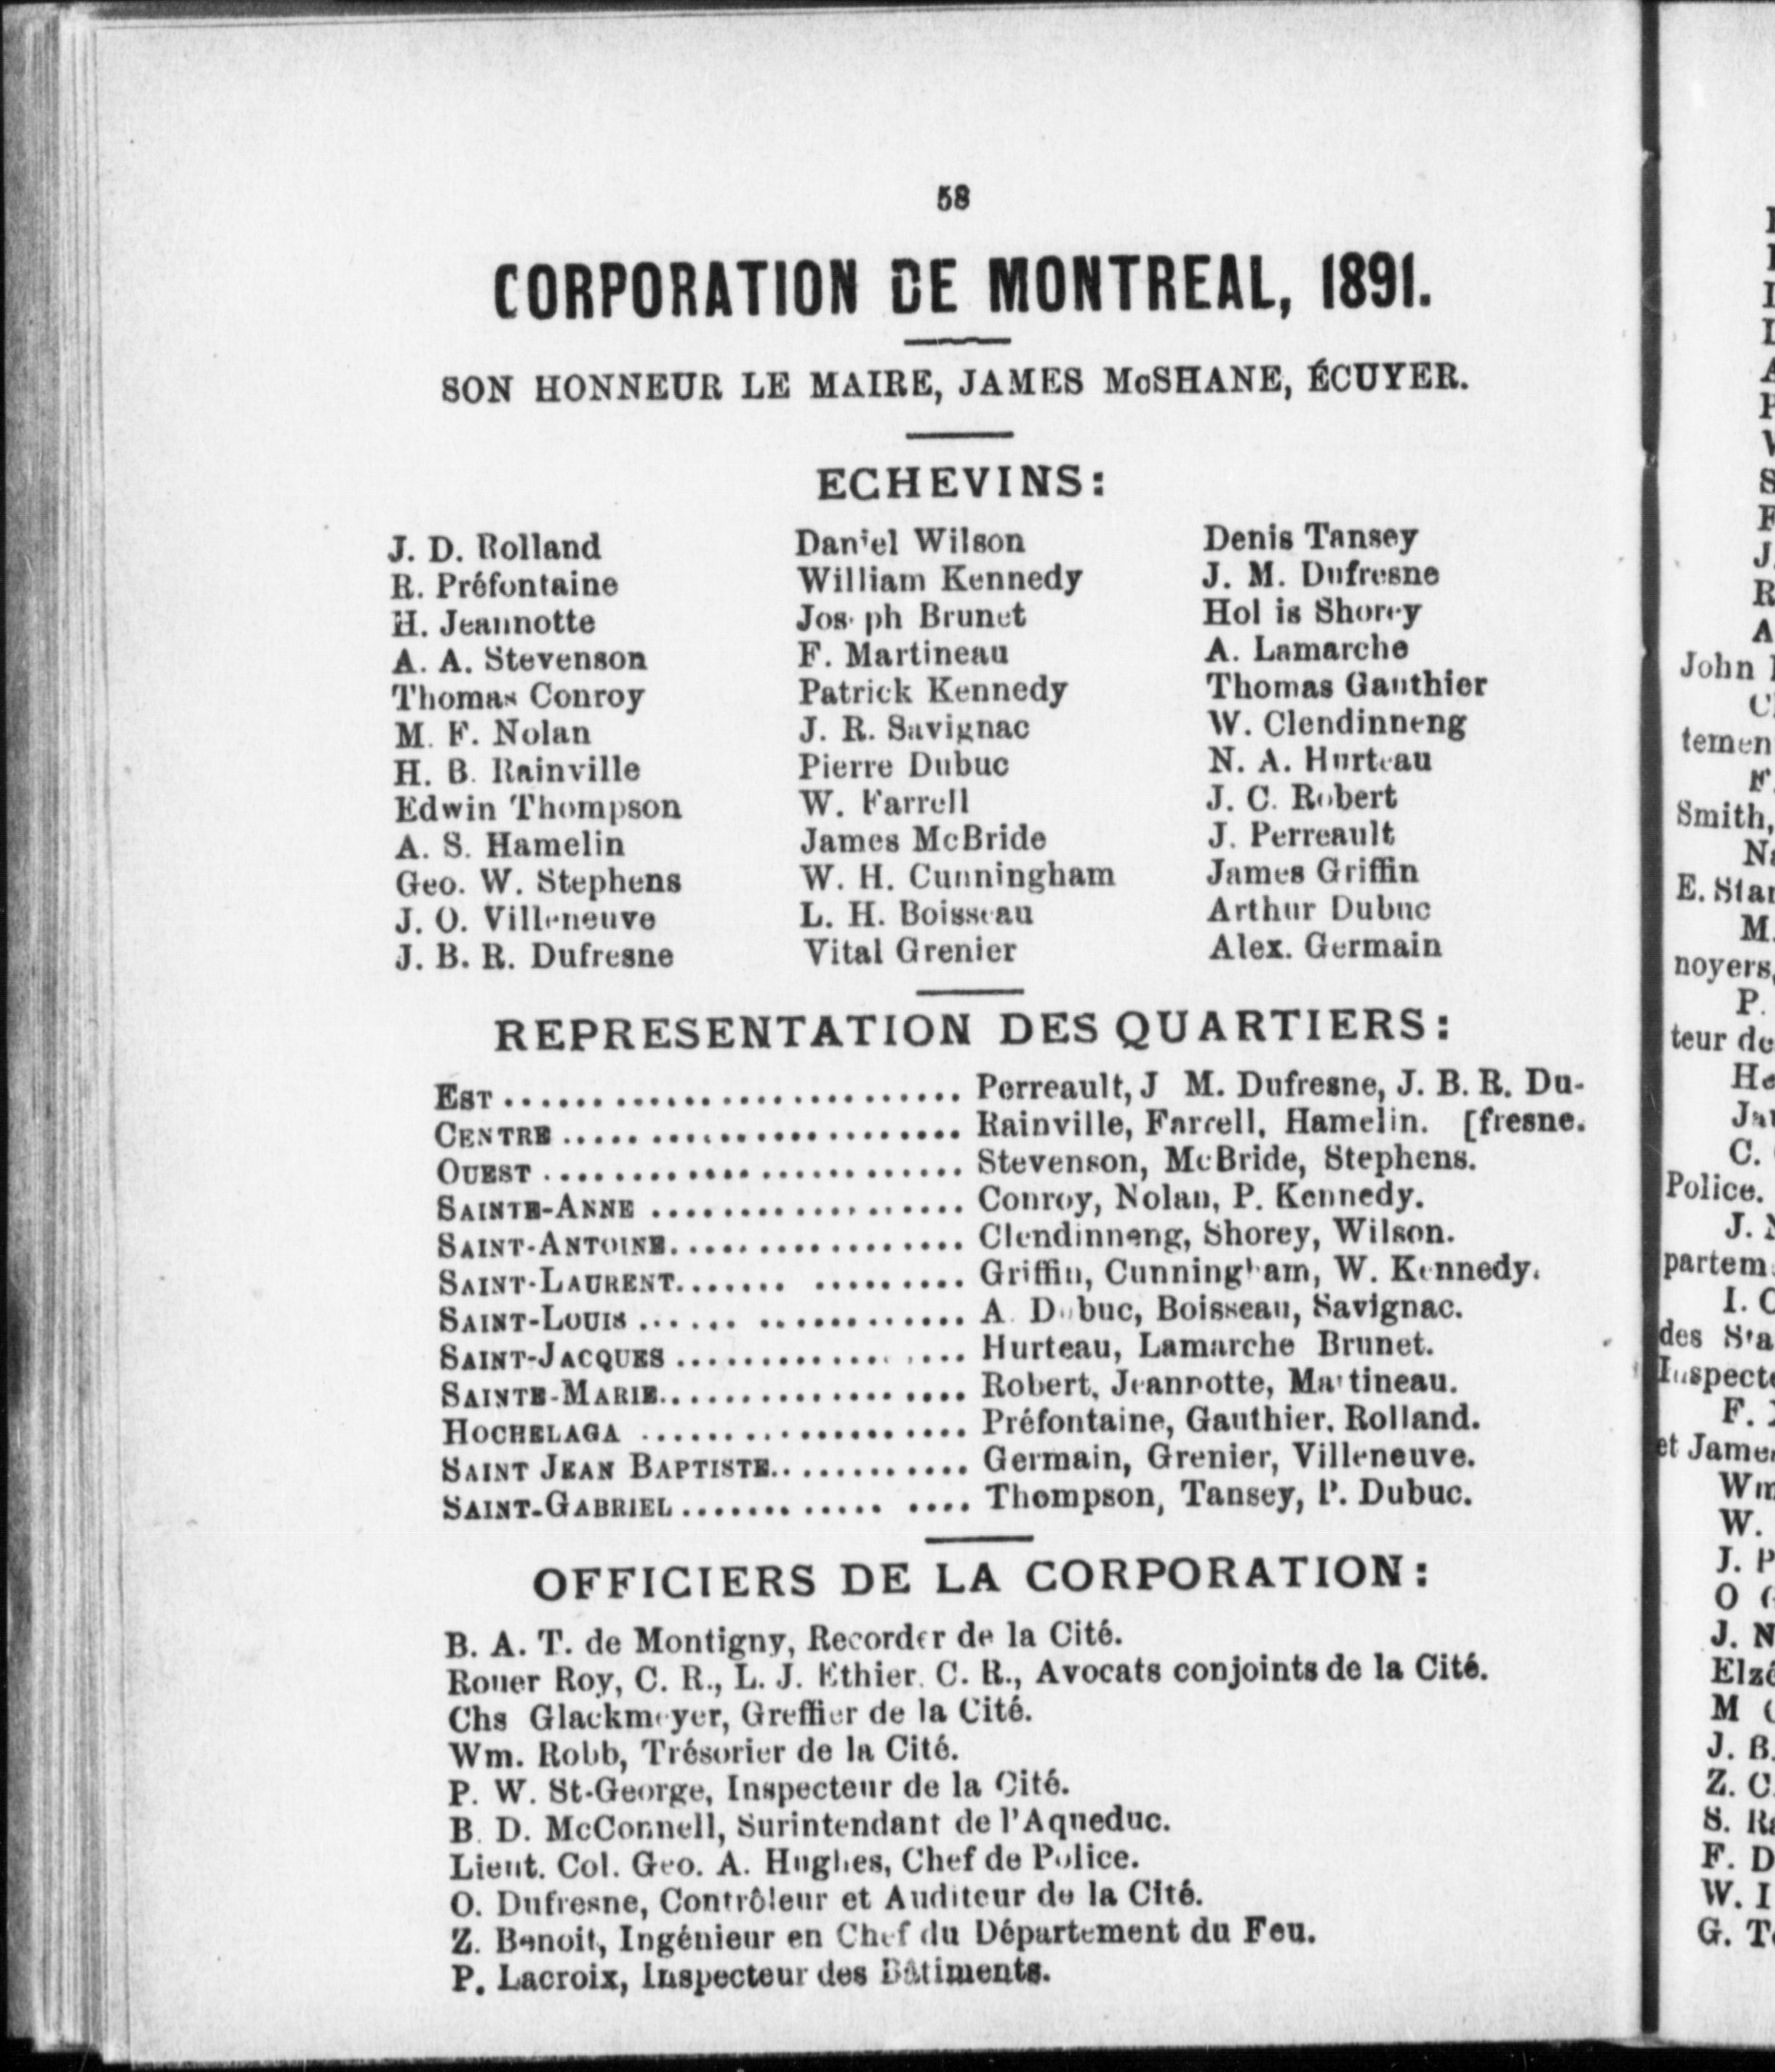 58
CORPORATION DE MONTREAL, 1891.
SON HONNEUR LE MAIRE, JAMES McSHANE, ÉCUYER.
ECHEVINS:
J. D. Rolland
R. Préfontaine
H. Jeannotte
A. A. Stevenson
Thomas Conroy
M. F. Nolan
H. B. Rainville
Edwin Thompson
A. S. Hamelin
Geo. W. Stephens
J. O. Villeneuve
J. B. R. Dufresne
Daniel Wilson
William Kennedy
Joseph Brunet
F. Martineau
Patrick Kennedy
J. R. Savignac
Pierre Dubuc
W. Farrell
James McBride
W. H. Cunningham
L. H. Boisseau
Vital Grenier
Denis Tansey
J. M. Dufresne
Hol is Shorey
A. Lamarche
Thomas Gauthier
W. Clendinneng
N. A. Hurteau
J. C. Robert
J. Perreault
James Griffin
Arthur Dubuc
Alex. Germain
REPRESENTATION DES QUARTIERS:
EST ........................... Perreault, J M. Dufresne, J. B. R. Du-
CENTRE ........................ Rainville, Farrell, Hamelin. [fresne.
OUEST ......................... Stevenson, McBride, Stephens.
SAINTE-ANNE ................... Conroy, Nolan, P. Kennedy.
SAINT-ANTOINE.................. Clendinneng, Shorey, Wilson.
SAINT-LAURENT....... ......... Griffin, Cunningham, W. Kennedy.
SAINT-LOUIS ...... ............ A. Dubuc, Boisseau, Savignac.
SAINT-JACQUES ................. Hurteau, Lamarche Brunet.
SAINTE-MARIE................... Robert, Jeannotte, Martineau.
HOCHELAGA .................... Préfontaine, Gauthier, Rolland.
SAINT JEAN BAPTISTE............ Germain, Grenier, Villeneuve.
SAINT-GABRIEL ............ .... Thompson, Tansey, P. Dubuc.
OFFICIERS DE LA CORPORATION:
B. A. T. de Montigny, Recorder de la Cité.
Rouer Roy, C. R., L. J. Ethier, C. R., Avocats conjoints de la Cité.
Chs Glackmeyer, Greffier de la Cité.
Wm. Robb, Trésorier de la Cité.
P. W. St-George, Inspecteur de la Cité.
B. D. McConnell, Surintendant de l'Aqueduc.
Lieut. Col. Geo. A. Hughes, Chef de Police.
O. Dufresne, Contrôleur et Auditeur de la Cité.
Z. Benoit, Ingénieur en Chef du Département du Feu.
P. Lacroix, Inspecteur des Bâtiments.
John
Smith,
noyers,
teur
Police.
des
et